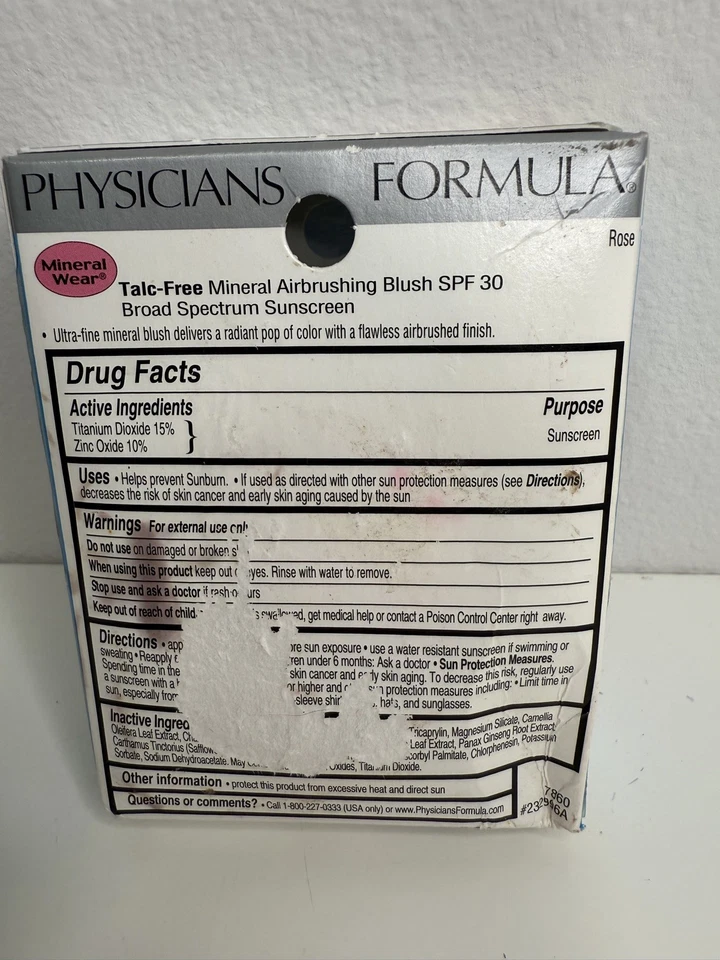 PHYSICIANS FORMULA®
Rose
Mineral
Wear®
Talc-Free Mineral Airbrushing Blush SPF 30
Broad Spectrum Sunscreen
• Ultra-fine mineral blush delivers a radiant pop of color with a flawless airbrushed finish.
Drug Facts
Active Ingredients Purpose
Titanium Dioxide 15%
Zinc Oxide 10% } Sunscreen
Uses • Helps prevent Sunburn. • If used as directed with other sun protection measures (see Directions),
decreases the risk of skin cancer and early skin aging caused by the sun
Warnings For external use
Do not use on damaged or broken
When using this product keep out eyes. Rinse with water to remove.
Stop use and ask a doctor if rash
Keep out of reach of get medical help or contact a Poison Control Center right away.
Directions • sun exposure • use a water resistant sunscreen if swimming or
sweating • Reapply under 6 months: Ask a doctor • Sun Protection Measures.
Spending time in the skin cancer and skin aging. To decrease this risk, regularly use
a sunscreen with a or higher and protection measures including: • Limit time in
sun, especially hats, and sunglasses.
Inactive Tricaprylin, Magnesium Silicate, Camellia
Oleifera Leaf Extract, Leaf Extract, Panax Ginseng Root Extract,
Carthamus Tinctorius Palmitate, Chlorphenesin, Potassium
Sorbate, Sodium Dehydroacetate. May Oxides, Titanium Dioxide.
Other information • protect this product from excessive heat and direct sun
Questions or comments? • Call 1-800-227-0333 (USA only) or www.PhysiciansFormula.com
7860